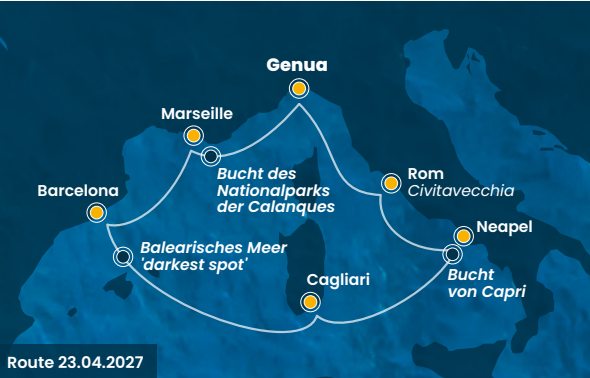 Genua
Marseille
Bucht des
Nationalparks
der Calanques
Rom
Civitavecchia
Barcelona
Neapel
Balearisches Meer
'darkest spot'
Cagliari
Bucht
von Capri
Route 23.04.2027